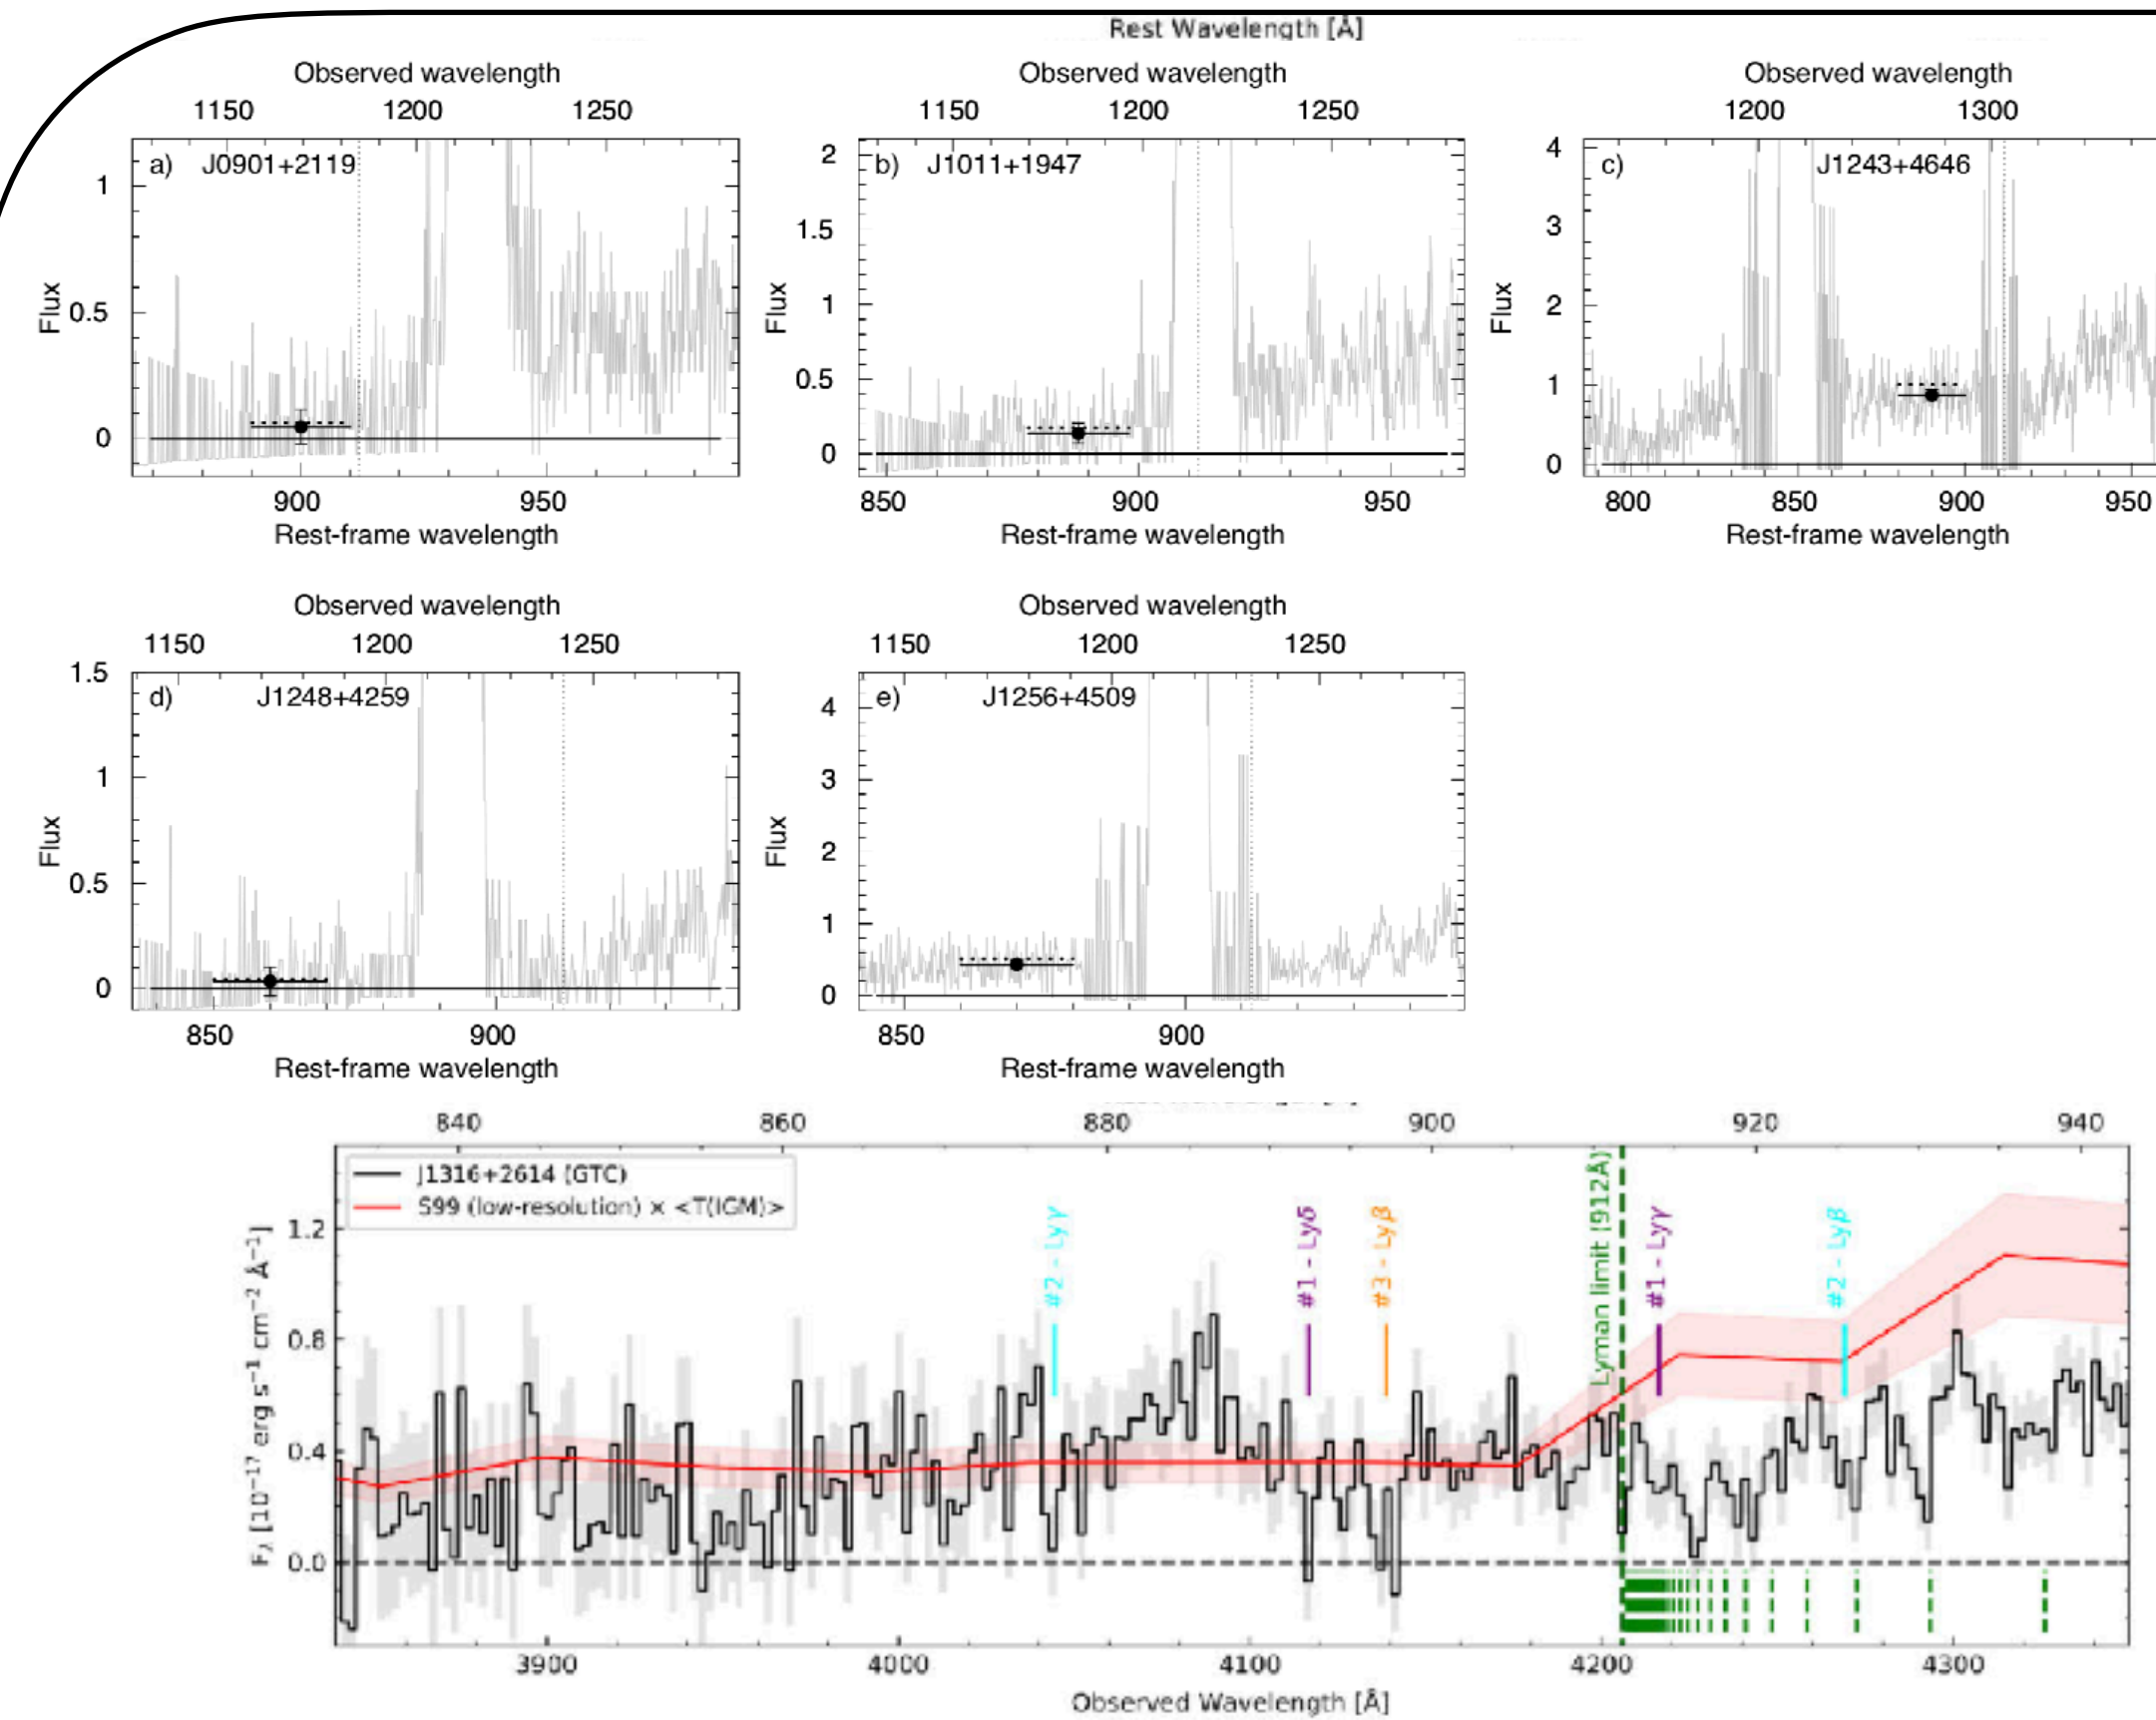 Rest Wavelength [Å]
Observed wavelength
1150 1200 1250
a) J0901+2119
1
0.5
0
Flux
900 950
Rest-frame wavelength
Observed wavelength
1150 1200 1250
b) J1011+1947
2
1.5
1
0.5
0
Flux
850 900 950
Rest-frame wavelength
Observed wavelength
1200 1300
c) J1243+4646
4
3
2
1
0
Flux
800 850 900 950
Rest-frame wavelength
Observed wavelength
1150 1200 1250
d) J1248+4259
1.5
1
0.5
0
Flux
850 900
Rest-frame wavelength
Observed wavelength
1150 1200 1250
e) J1256+4509
4
3
2
1
0
Flux
850 900
Rest-frame wavelength
840 860 880 900 920 940
J1316+2614 (GTC)
S99 (low-resolution) × <T(IGM)>
#2 - Lyγ
#1 - Lyδ
#3 - Lyβ
Lyman limit (912Å)
#1 - Lyγ
#2 - Lyβ
1.2
0.8
0.4
0.0
Fλ [10⁻¹⁷ erg s⁻¹ cm⁻² Å⁻¹]
3900 4000 4100 4200 4300
Observed Wavelength [Å]